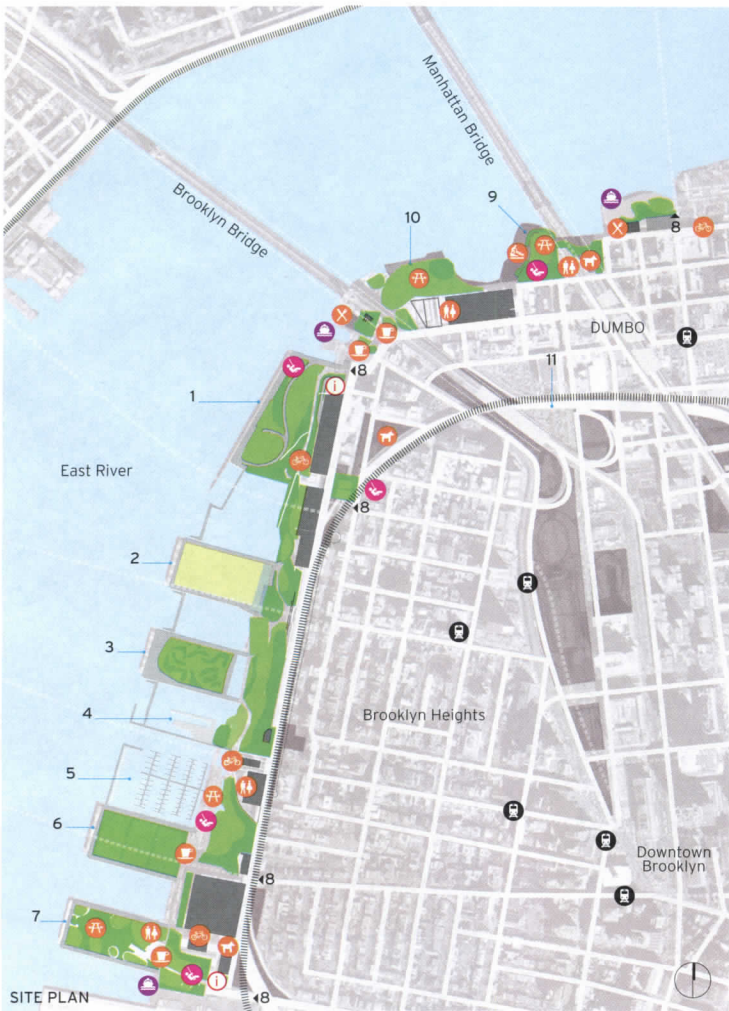 Manhattan Bridge
Brooklyn Bridge
9
10
8
DUMBO
11
8
i
1
East River
8
2
3
4
Brooklyn Heights
5
6
Downtown
Brooklyn
8
7
i
8
SITE PLAN